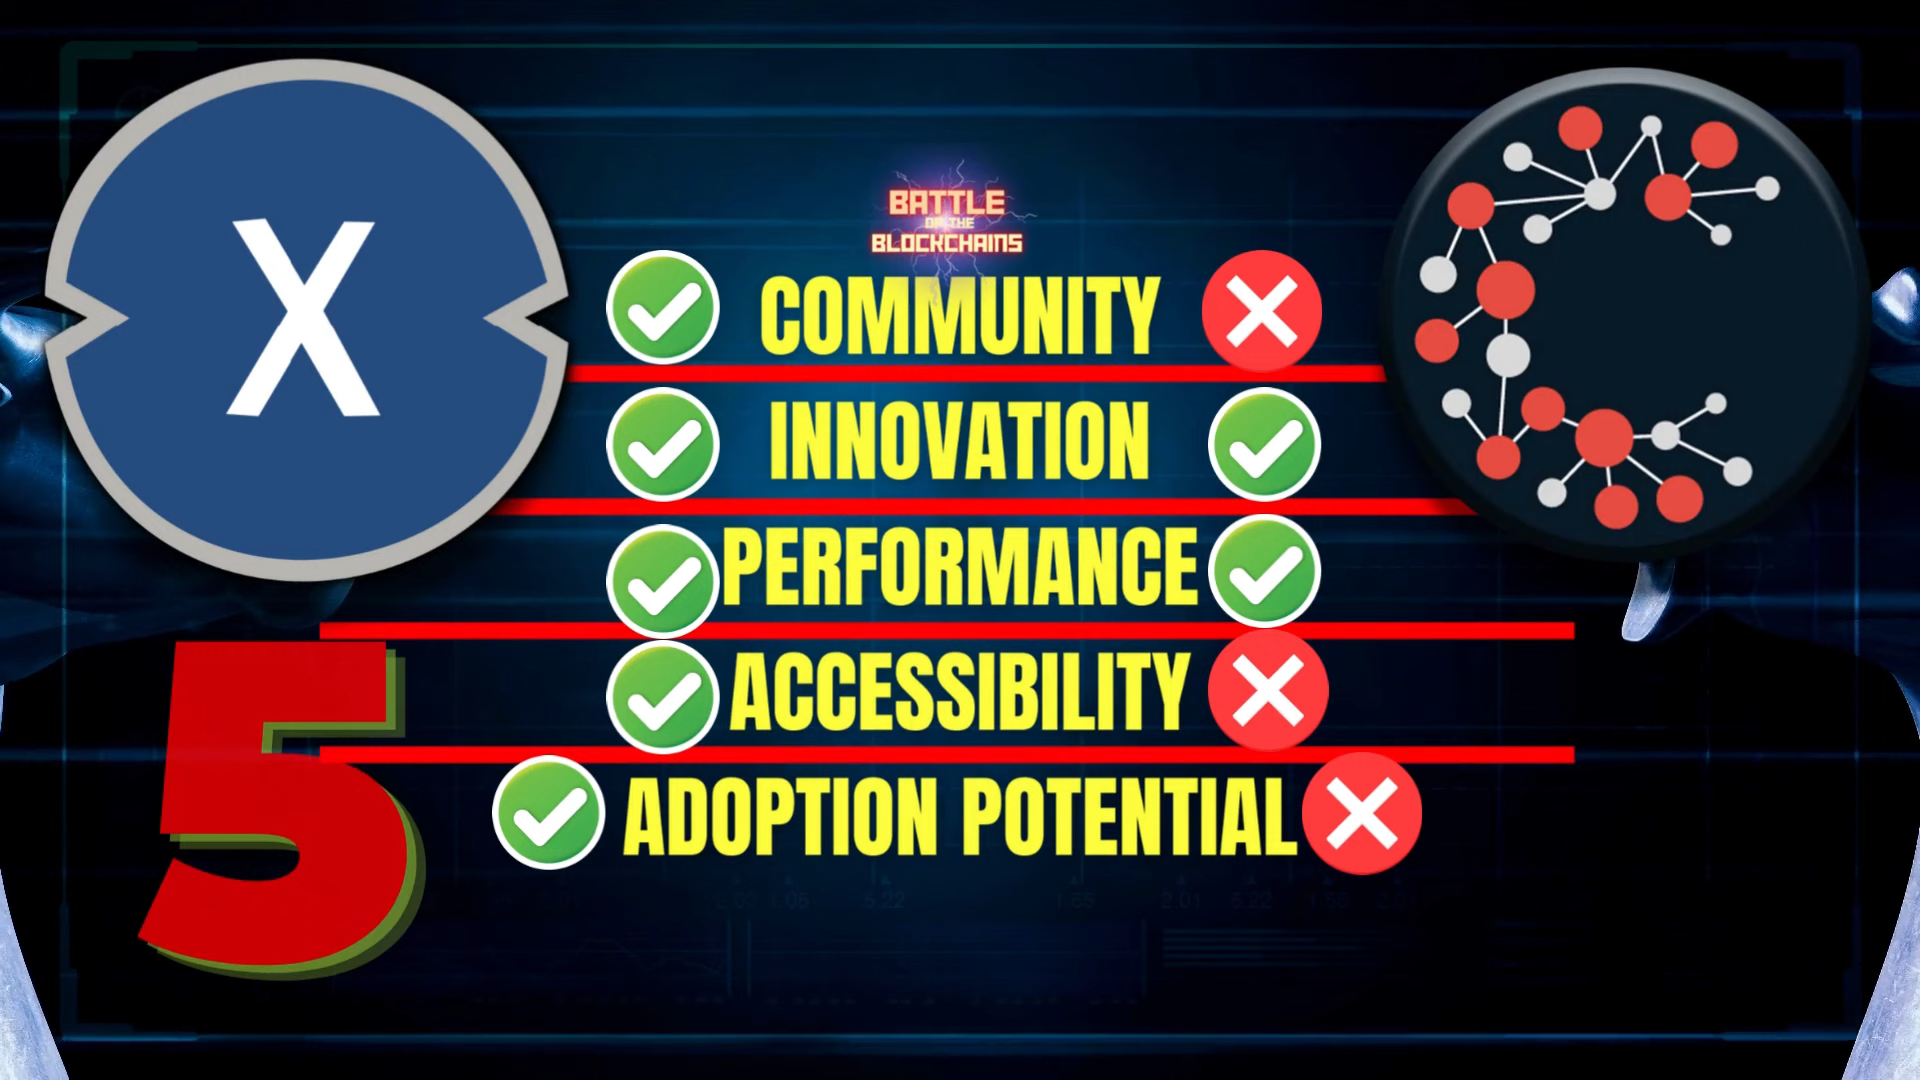 BATTLE
OF THE
BLOCKCHAINS
X
COMMUNITY
INNOVATION
PERFORMANCE
ACCESSIBILITY
ADOPTION POTENTIAL
5